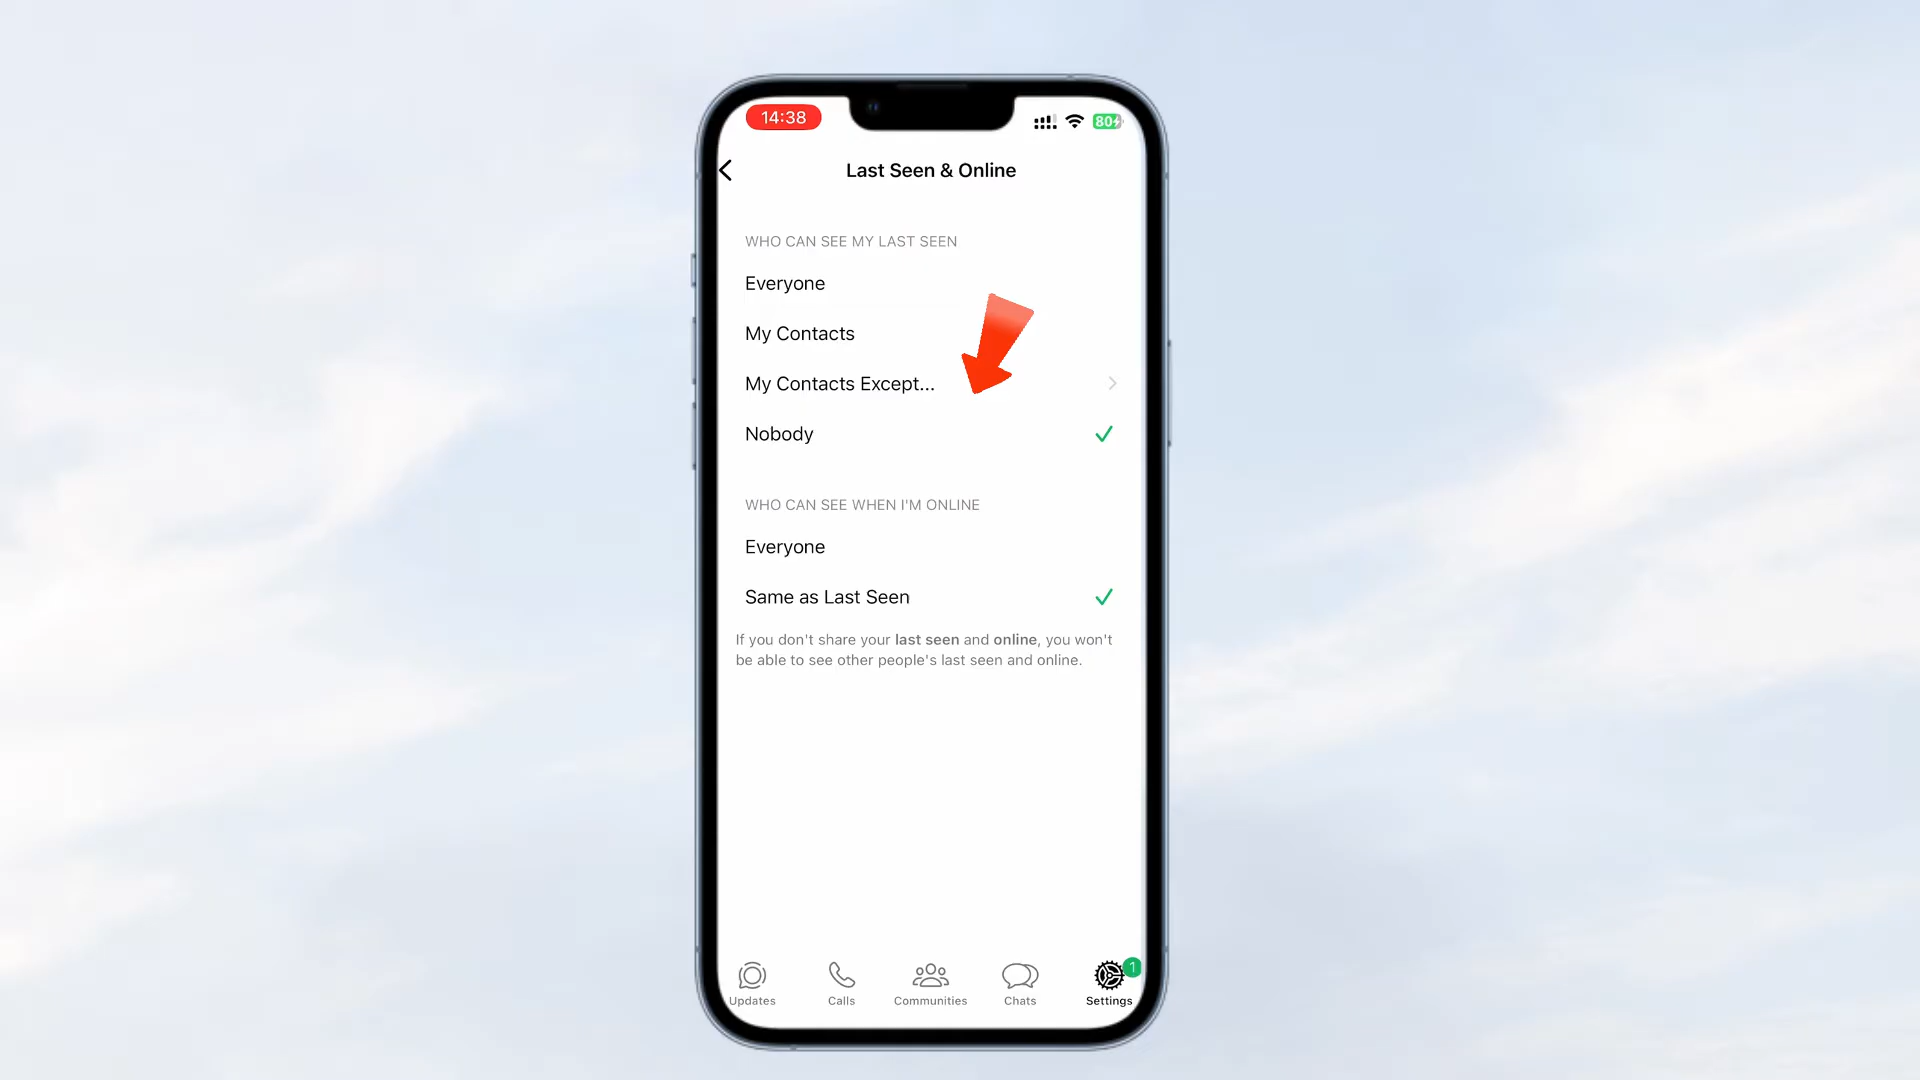 14:38
80
Last Seen & Online
WHO CAN SEE MY LAST SEEN
Everyone
My Contacts
My Contacts Except...
Nobody
WHO CAN SEE WHEN I'M ONLINE
Everyone
Same as Last Seen
If you don't share your last seen and online, you won't
be able to see other people's last seen and online.
1
Updates
Calls
Communities
Chats
Settings